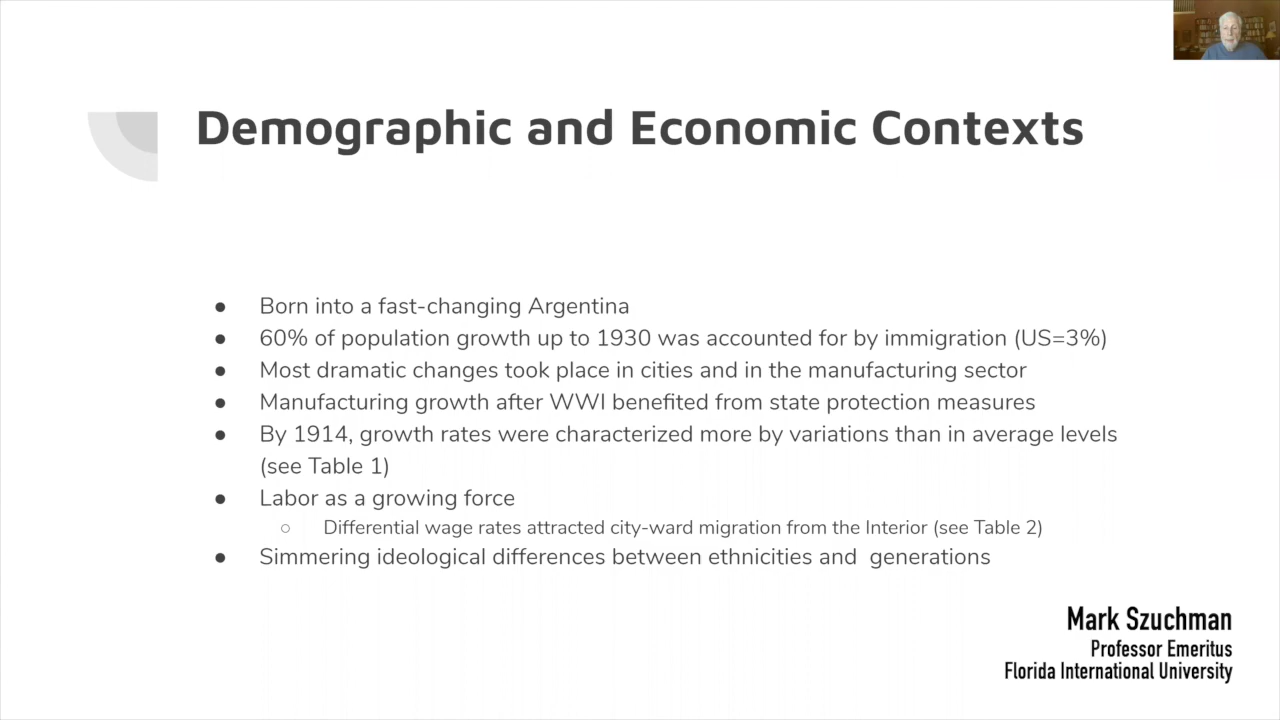 Demographic and Economic Contexts
● Born into a fast-changing Argentina
● 60% of population growth up to 1930 was accounted for by immigration (US=3%)
● Most dramatic changes took place in cities and in the manufacturing sector
● Manufacturing growth after WWI benefited from state protection measures
● By 1914, growth rates were characterized more by variations than in average levels
(see Table 1)
● Labor as a growing force
○ Differential wage rates attracted city-ward migration from the Interior (see Table 2)
● Simmering ideological differences between ethnicities and  generations
Mark Szuchman
Professor Emeritus
Florida International University